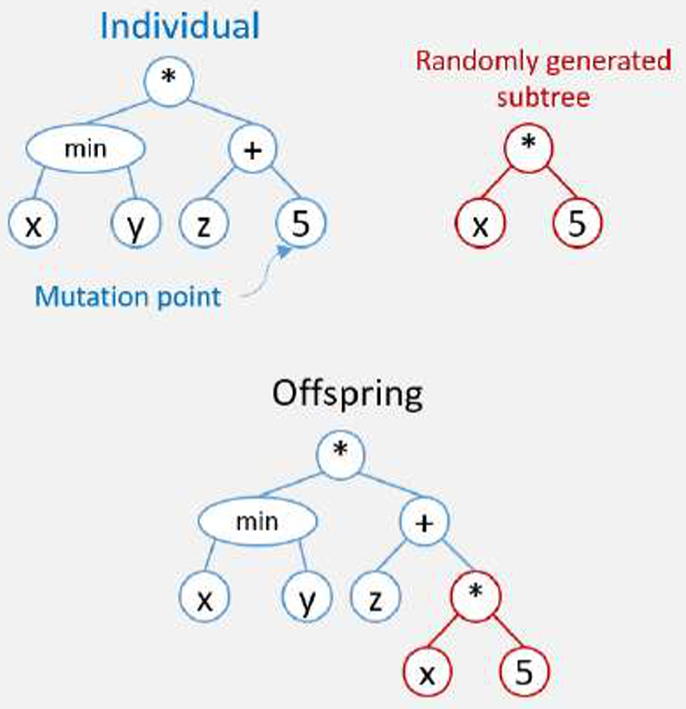 Individual
Randomly generated
subtree
*
*
min
+
x
y
z
5
x
5
Mutation point
Offspring
*
min
+
x
y
z
*
x
5